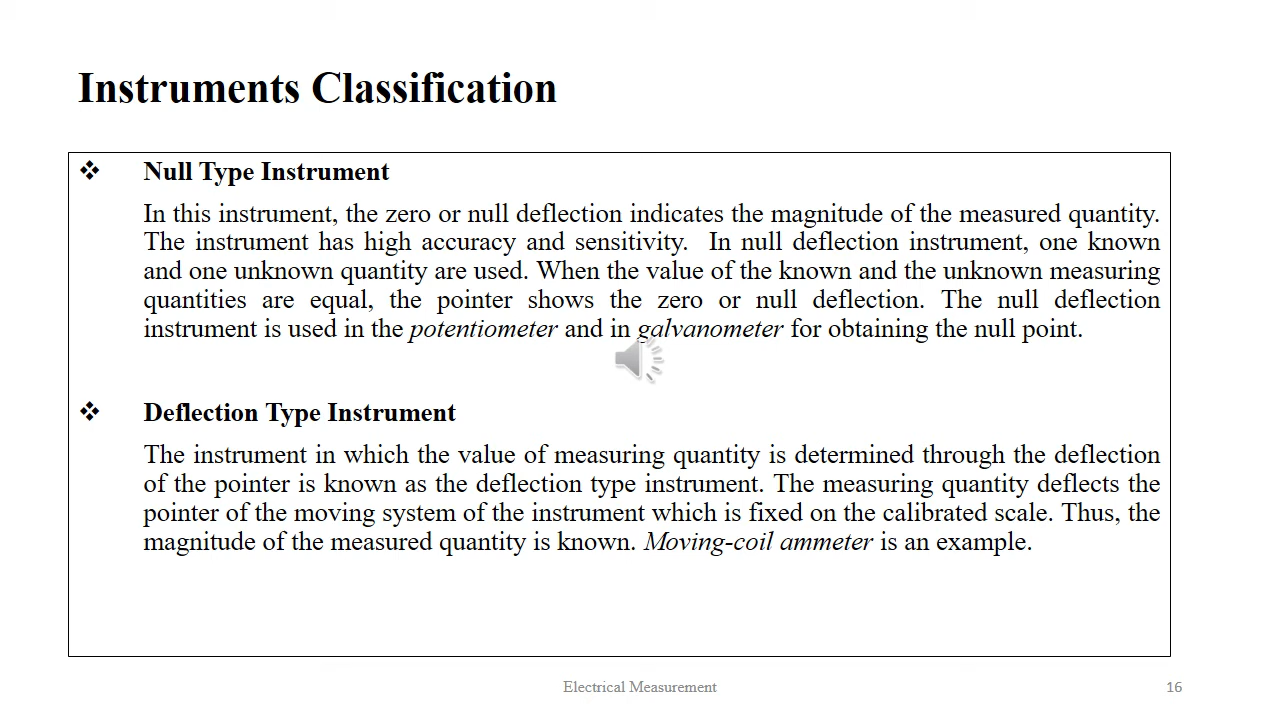 Instruments Classification
❖ Null Type Instrument
In this instrument, the zero or null deflection indicates the magnitude of the measured quantity.
The instrument has high accuracy and sensitivity.  In null deflection instrument, one known
and one unknown quantity are used. When the value of the known and the unknown measuring
quantities are equal, the pointer shows the zero or null deflection. The null deflection
instrument is used in the potentiometer and in galvanometer for obtaining the null point.
❖ Deflection Type Instrument
The instrument in which the value of measuring quantity is determined through the deflection
of the pointer is known as the deflection type instrument. The measuring quantity deflects the
pointer of the moving system of the instrument which is fixed on the calibrated scale. Thus, the
magnitude of the measured quantity is known. Moving-coil ammeter is an example.
Electrical Measurement
16